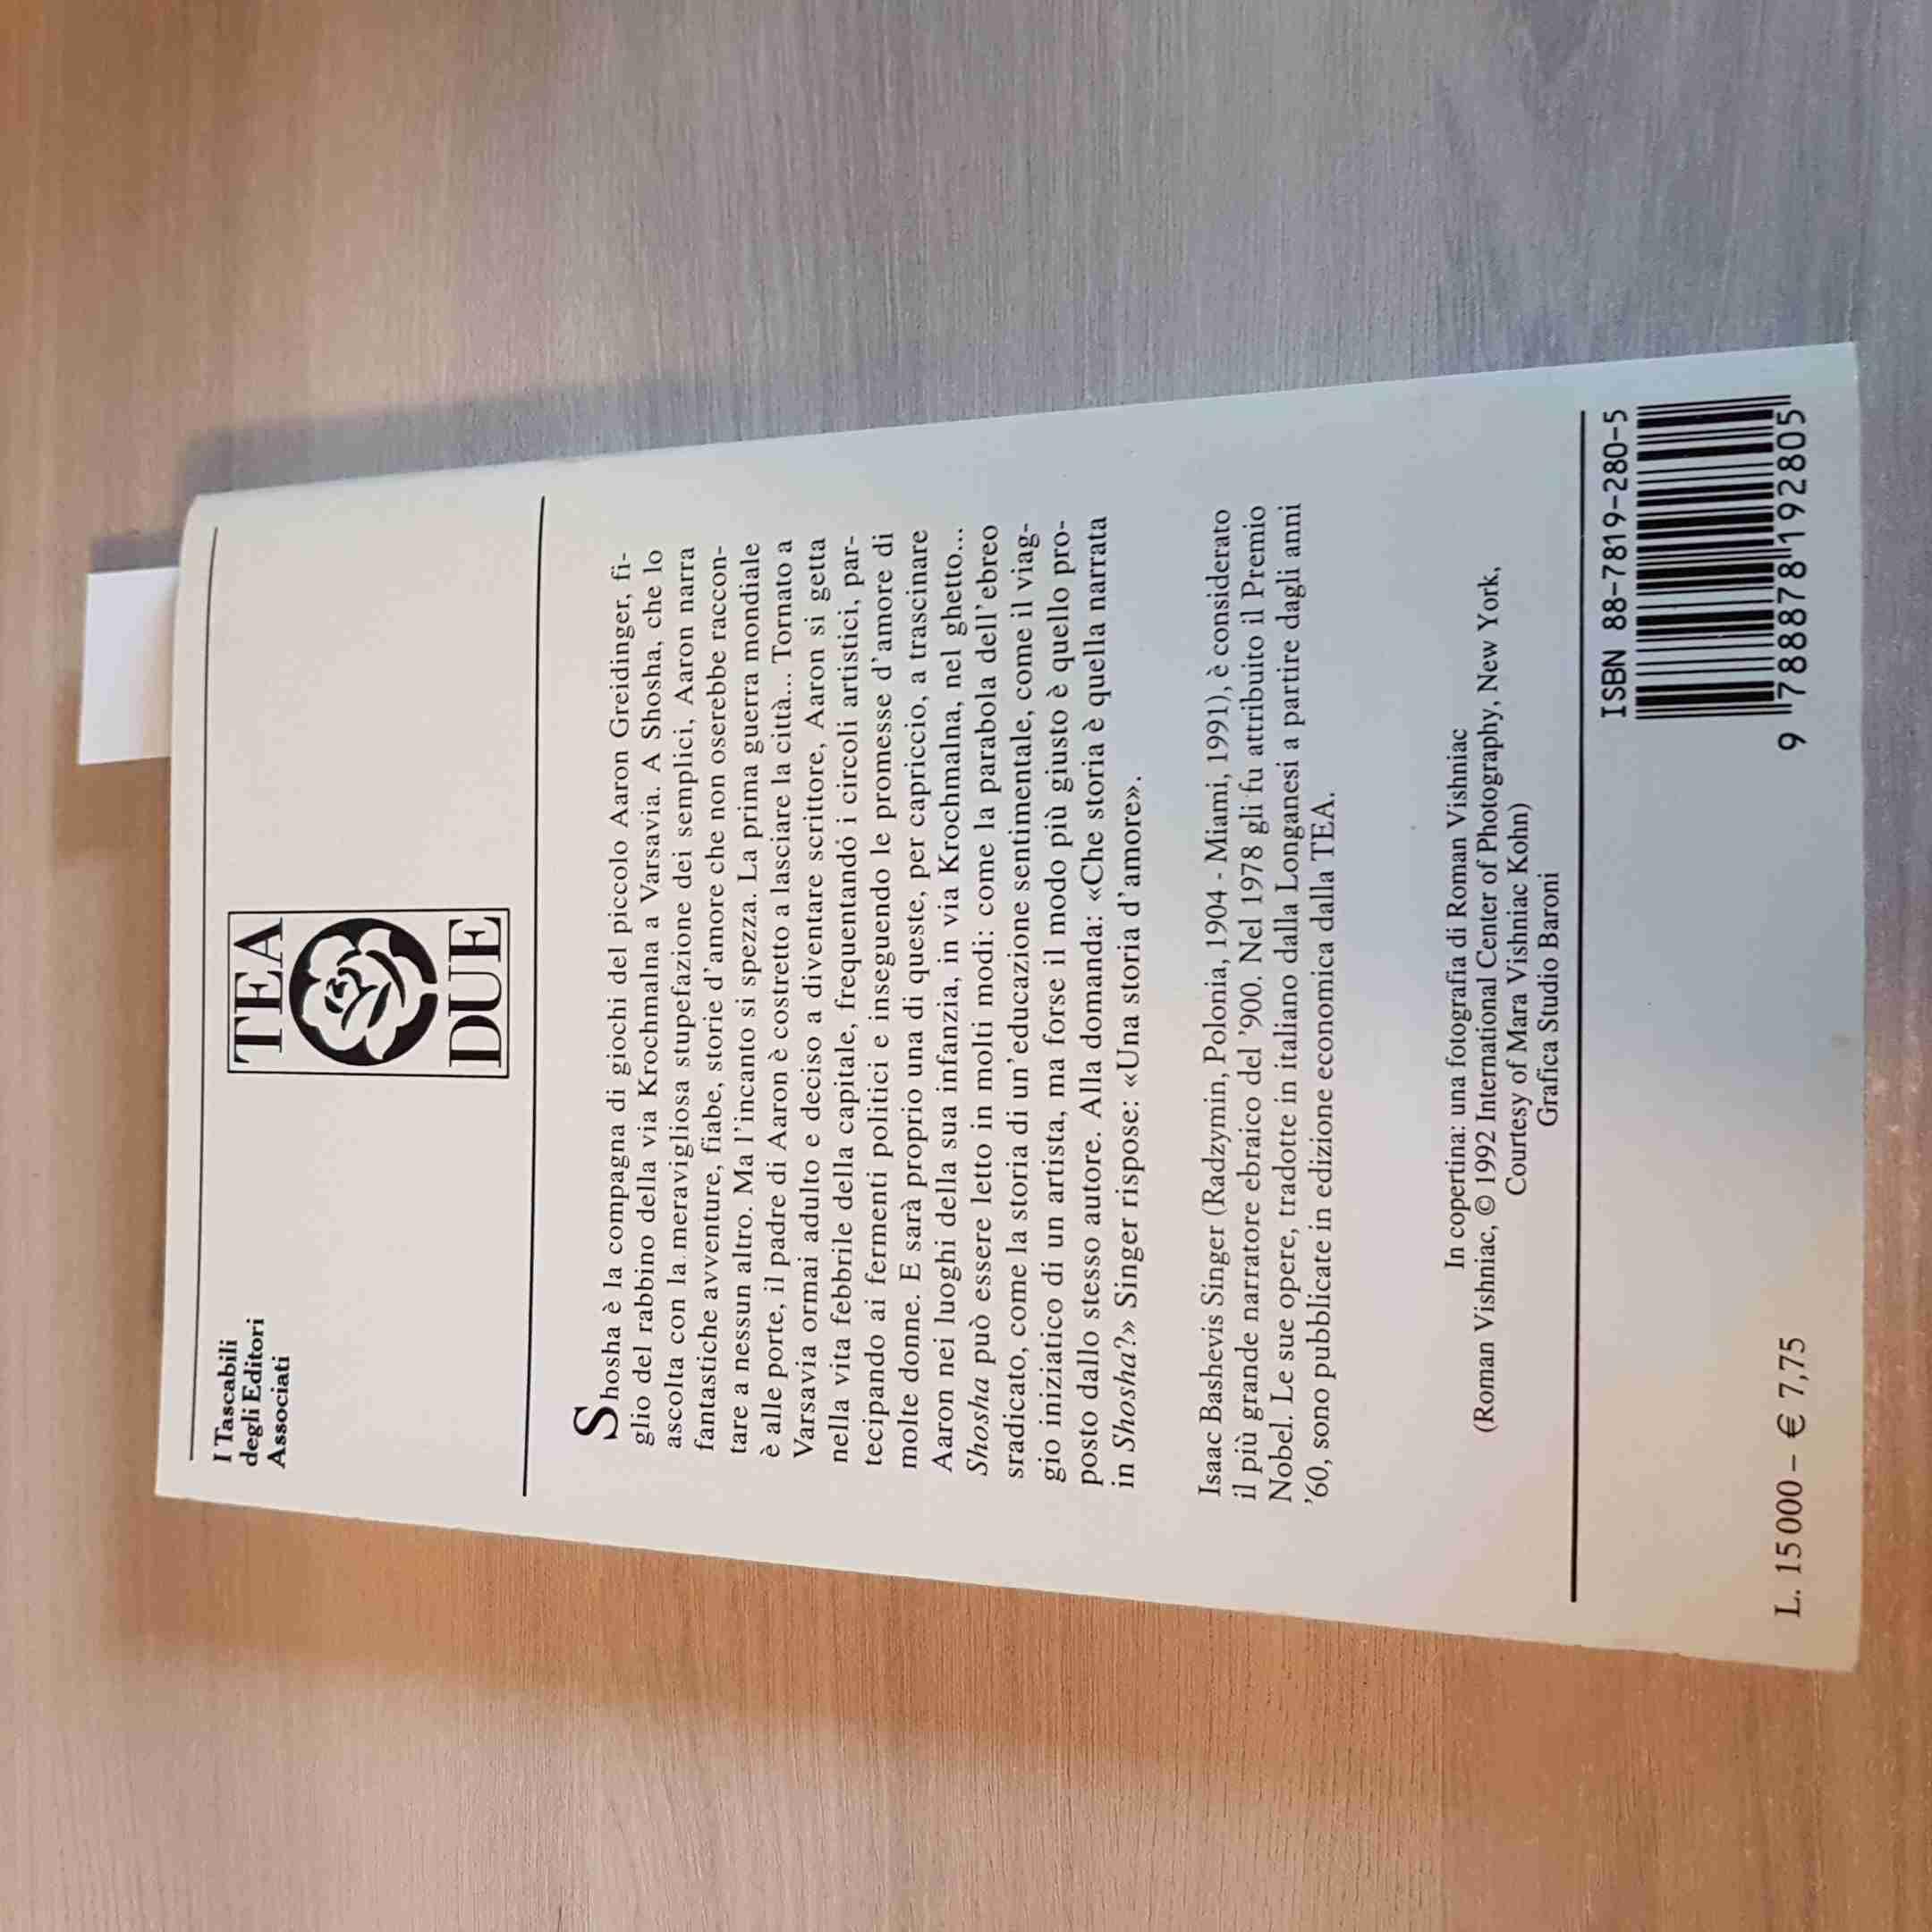 I Tascabili
degli Editori
Associati
TEA
DUE
Shosha è la compagna di giochi del piccolo Aaron Greidinger, fi-
glio del rabbino della via Krochmalna a Varsavia. A Shosha, che lo
ascolta con la meravigliosa stupefazione dei semplici, Aaron narra
fantastiche avventure, fiabe, storie d'amore che non oserebbe raccon-
tare a nessun altro. Ma l'incanto si spezza. La prima guerra mondiale
è alle porte, il padre di Aaron è costretto a lasciare la città... Tornato a
Varsavia ormai adulto e deciso a diventare scrittore, Aaron si getta
nella vita febbrile della capitale, frequentando i circoli artistici, par-
tecipando ai fermenti politici e inseguendo le promesse d'amore di
molte donne. E sarà proprio una di queste, per capriccio, a trascinare
Aaron nei luoghi della sua infanzia, in via Krochmalna, nel ghetto...
Shosha può essere letto in molti modi: come la parabola dell'ebreo
sradicato, come la storia di un'educazione sentimentale, come il viag-
gio iniziatico di un artista, ma forse il modo più giusto è quello pro-
posto dallo stesso autore. Alla domanda: «Che storia è quella narrata
in Shosha?» Singer rispose: «Una storia d'amore».
Isaac Bashevis Singer (Radzymin, Polonia, 1904 - Miami, 1991), è considerato
il più grande narratore ebraico del '900. Nel 1978 gli fu attribuito il Premio
Nobel. Le sue opere, tradotte in italiano dalla Longanesi a partire dagli anni
'60, sono pubblicate in edizione economica dalla TEA.
In copertina: una fotografia di Roman Vishniac
(Roman Vishniac, © 1992 International Center of Photography, New York,
Courtesy of Mara Vishniac Kohn)
Grafica Studio Baroni
ISBN 88-7819-280-5
9 788878 192805
L. 15000 – € 7,75